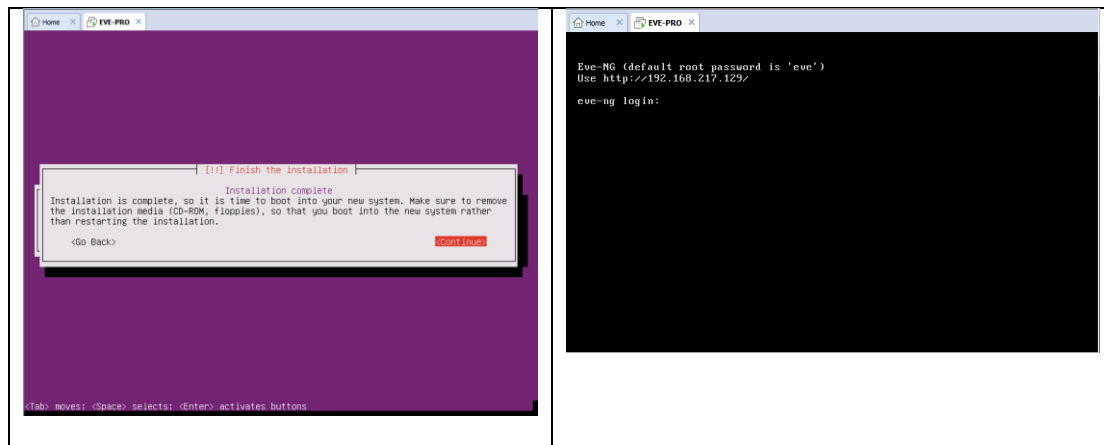 Home × EVE-PRO ×
[!!] Finish the installation
Installation complete
Installation is complete, so it is time to boot into your new system. Make sure to remove
the installation media (CD-ROM, floppies), so that you boot into the new system rather
than restarting the installation.
<Go Back> <Continue>
<Tab> moves; <Space> selects; <Enter> activates buttons
Home × EVE-PRO ×
Eve-NG (default root password is 'eve')
Use http://192.168.217.129/
eve-ng login: